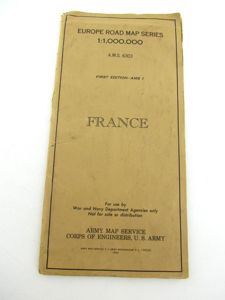 EUROPE ROAD MAP SERIES
1:1,000,000
FIRST EDITION-AMS 1
FRANCE
For use by
War and Navy Department Agencies only
Not for sale or distribution
ARMY MAP SERVICE
CORPS OF ENGINEERS, U. S. ARMY